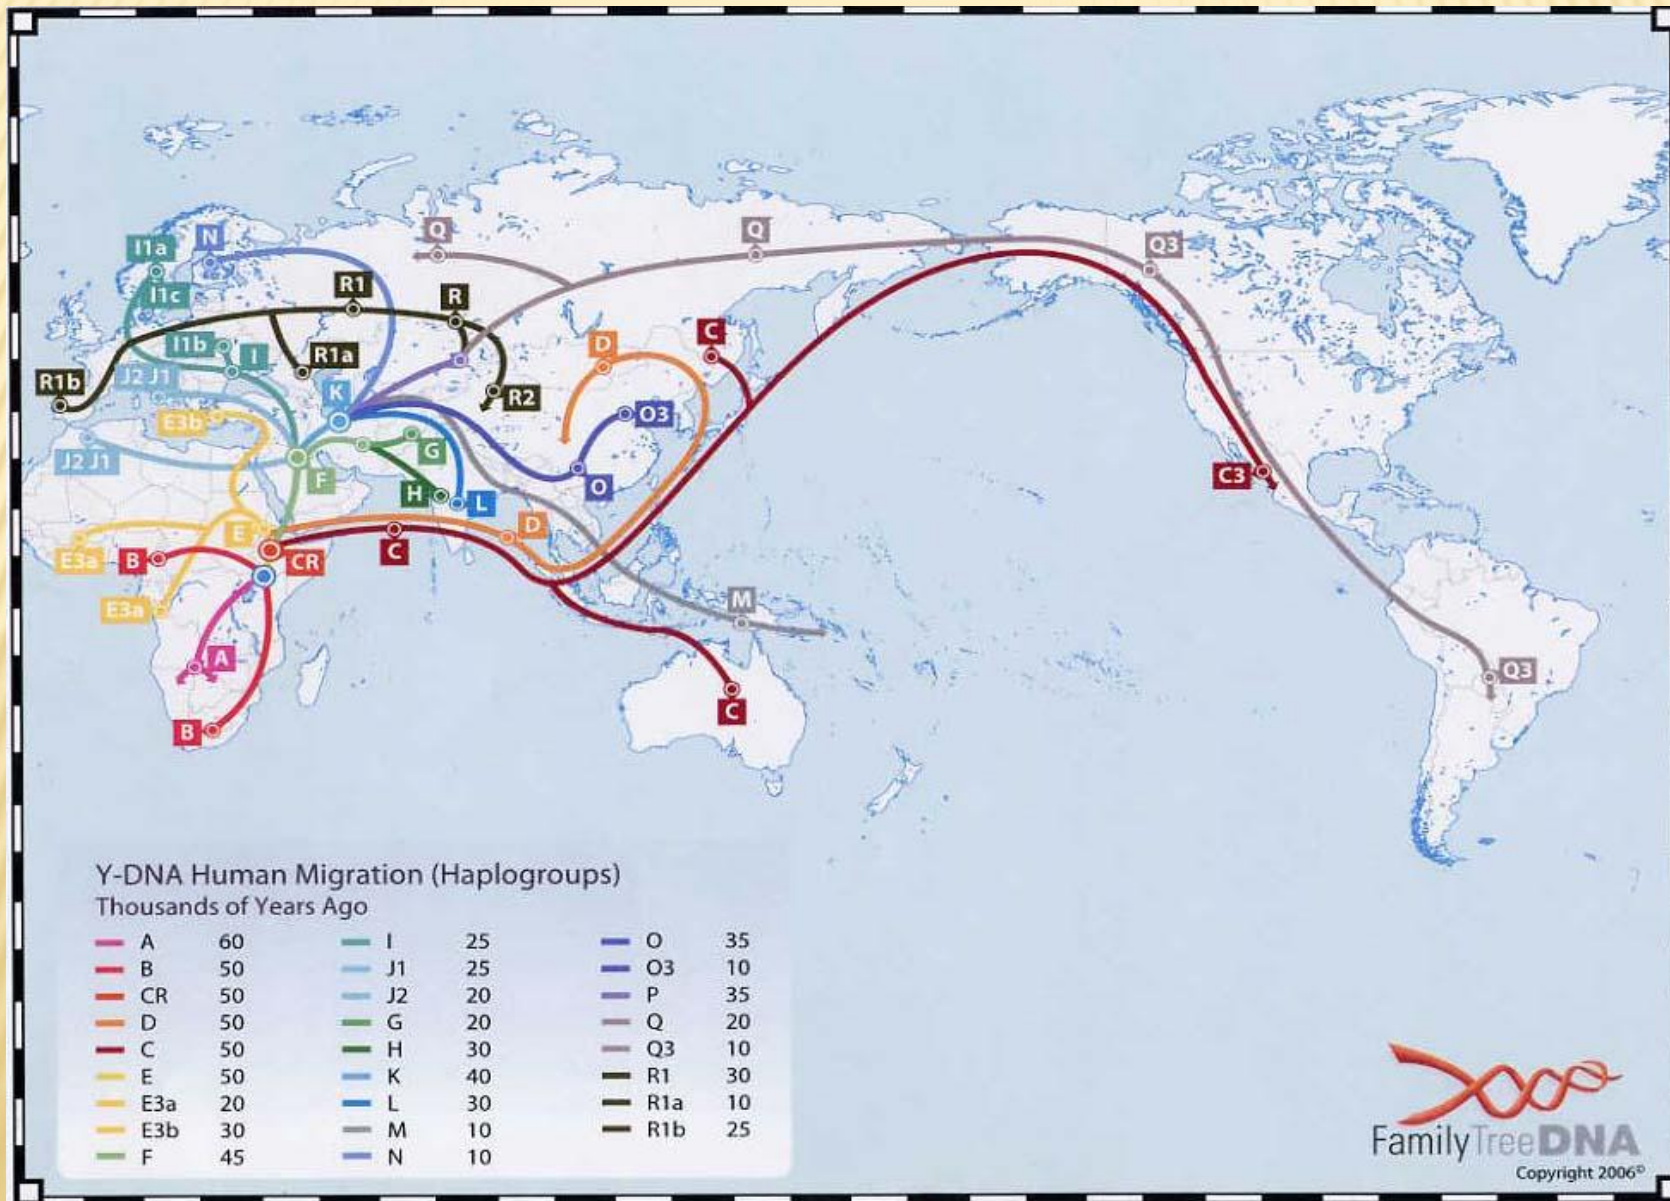 I1a
N
Q
Q
Q3
I1c
R1
R
I1b
I
R1a
D
C
J2 J1
R1b
K
R2
E3b
O3
J2 J1
G
F
H
L
O
C3
E
D
E3a
B
CR
C
E3a
M
A
Q3
C
B
Y-DNA Human Migration (Haplogroups)
Thousands of Years Ago
A 60
B 50
CR 50
D 50
C 50
E 50
E3a 20
E3b 30
F 45
I 25
J1 25
J2 20
G 20
H 30
K 40
L 30
M 10
N 10
O 35
O3 10
P 35
Q 20
Q3 10
R1 30
R1a 10
R1b 25
FamilyTreeDNA
Copyright 2006©